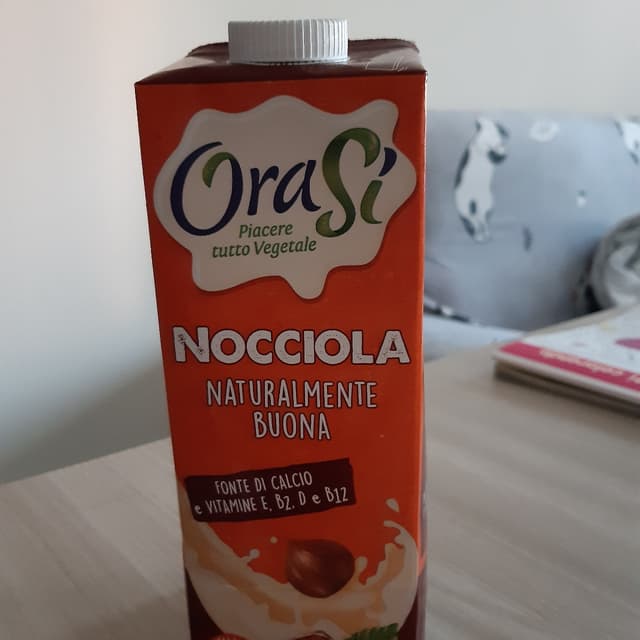 OraSì
Piacere
tutto Vegetale
NOCCIOLA
NATURALMENTE
BUONA
FONTE DI CALCIO
e VITAMINE E, B2, D e B12